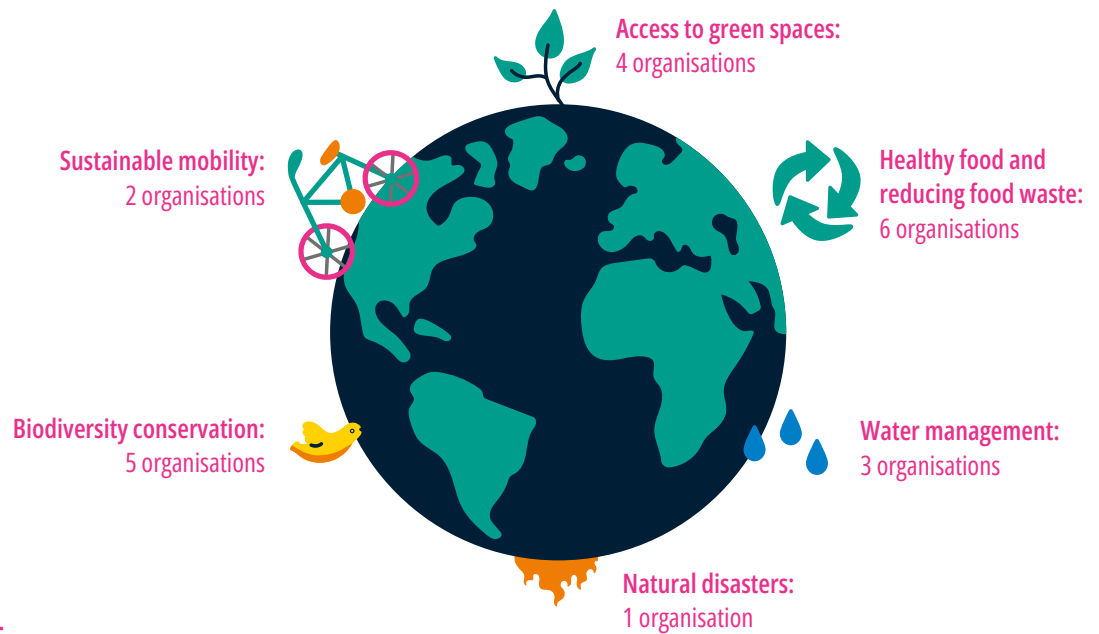 Access to green spaces:
4 organisations
Sustainable mobility:
2 organisations
Healthy food and
reducing food waste:
6 organisations
Biodiversity conservation:
5 organisations
Water management:
3 organisations
Natural disasters:
1 organisation